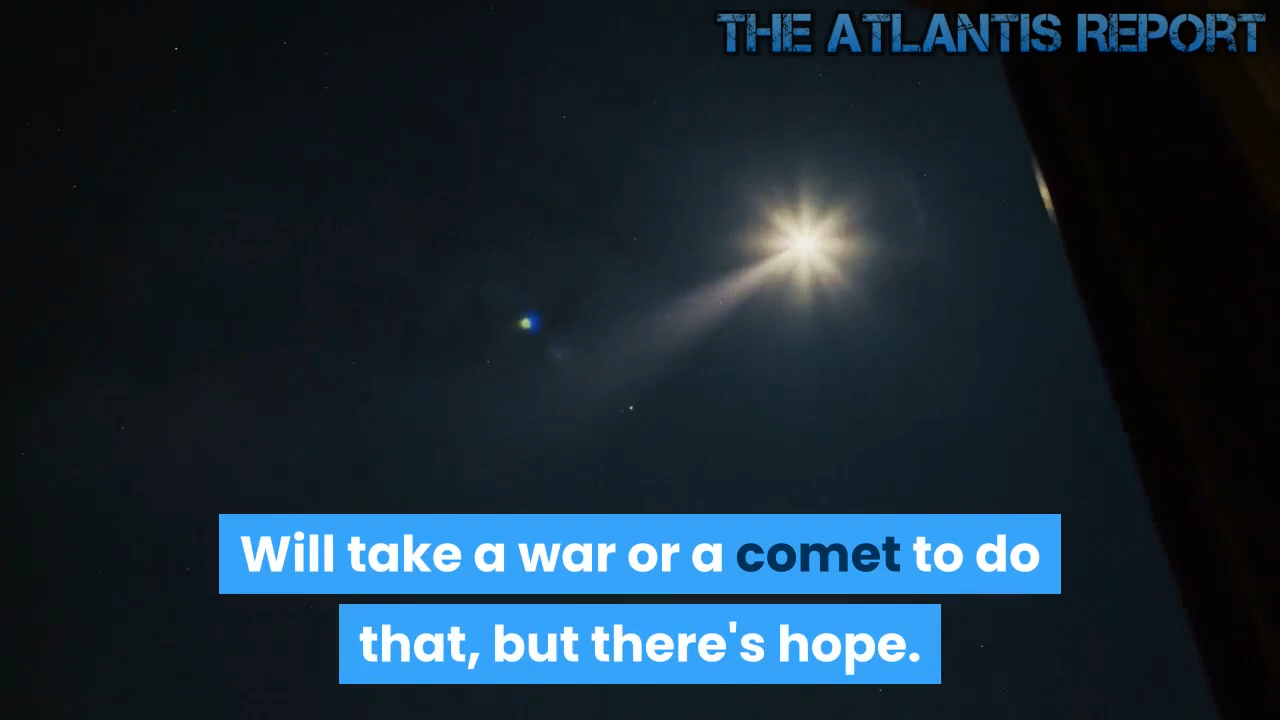 THE ATLANTIS REPORT
Will take a war or a comet to do
that, but there's hope.